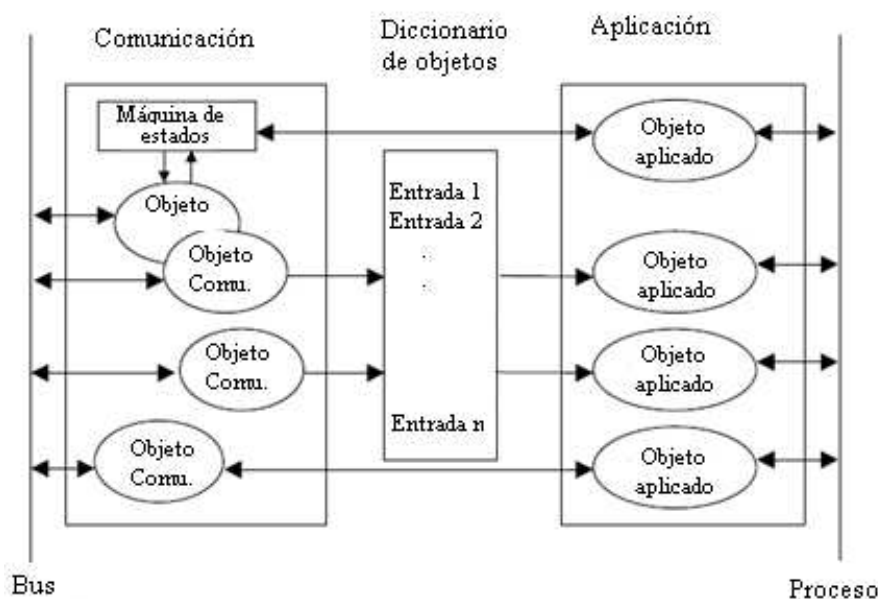 Comunicación
Diccionario
de objetos
Aplicación
Máquina de
estados
Objeto
Objeto
Comu.
Objeto
Comu.
Objeto
Comu.
Entrada 1
Entrada 2
.
.
Entrada n
Objeto
aplicado
Objeto
aplicado
Objeto
aplicado
Objeto
aplicado
Bus
Proceso